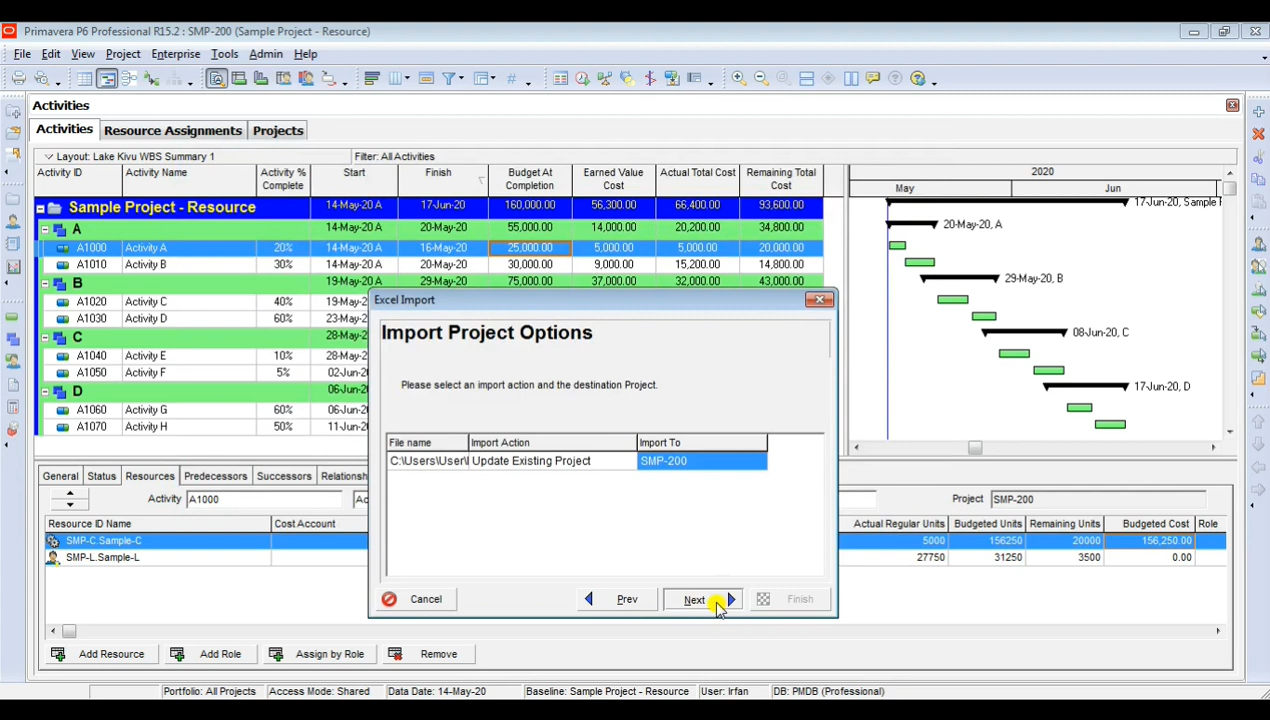 Primavera P6 Professional R15.2 : SMP-200 (Sample Project - Resource)
File Edit View Project Enterprise Tools Admin Help
Activities
Activities Resource Assignments Projects
Layout: Lake Kivu WBS Summary 1 Filter: All Activities
Activity ID Activity Name Activity % Complete Start Finish Budget At Completion Earned Value Cost Actual Total Cost Remaining Total Cost
2020
May Jun
Sample Project - Resource 14-May-20 A 17-Jun-20 160,000.00 56,300.00 66,400.00 93,600.00 17-Jun-20, Sample
A 14-May-20 A 20-May-20 55,000.00 14,000.00 20,200.00 34,800.00 20-May-20, A
A1000 Activity A 20% 14-May-20 A 16-May-20 25,000.00 5,000.00 5,000.00 20,000.00
A1010 Activity B 30% 14-May-20 A 20-May-20 30,000.00 9,000.00 15,200.00 14,800.00
B 19-May-20 A 29-May-20 75,000.00 37,000.00 32,000.00 43,000.00 29-May-20, B
A1020 Activity C 40% 19-May-2
A1030 Activity D 60% 23-May-2
C 28-May-2 08-Jun-20, C
A1040 Activity E 10% 28-May-2
A1050 Activity F 5% 02-Jun-2
D 06-Jun-2 17-Jun-20, D
A1060 Activity G 60% 06-Jun-2
A1070 Activity H 50% 11-Jun-2
Excel Import
Import Project Options
Please select an import action and the destination Project.
File name Import Action Import To
C:\Users\User\ Update Existing Project SMP-200
Cancel Prev Next Finish
General Status Resources Predecessors Successors Relationsh
Activity A1000 Project SMP-200
Resource ID Name Cost Account Actual Regular Units Budgeted Units Remaining Units Budgeted Cost Role
SMP-C.Sample-C 5000 156250 20000 156,250.00
SMP-L.Sample-L 27750 31250 3500 0.00
Add Resource Add Role Assign by Role Remove
Portfolio: All Projects Access Mode: Shared Data Date: 14-May-20 Baseline: Sample Project - Resource User: Irfan DB: PMDB (Professional)